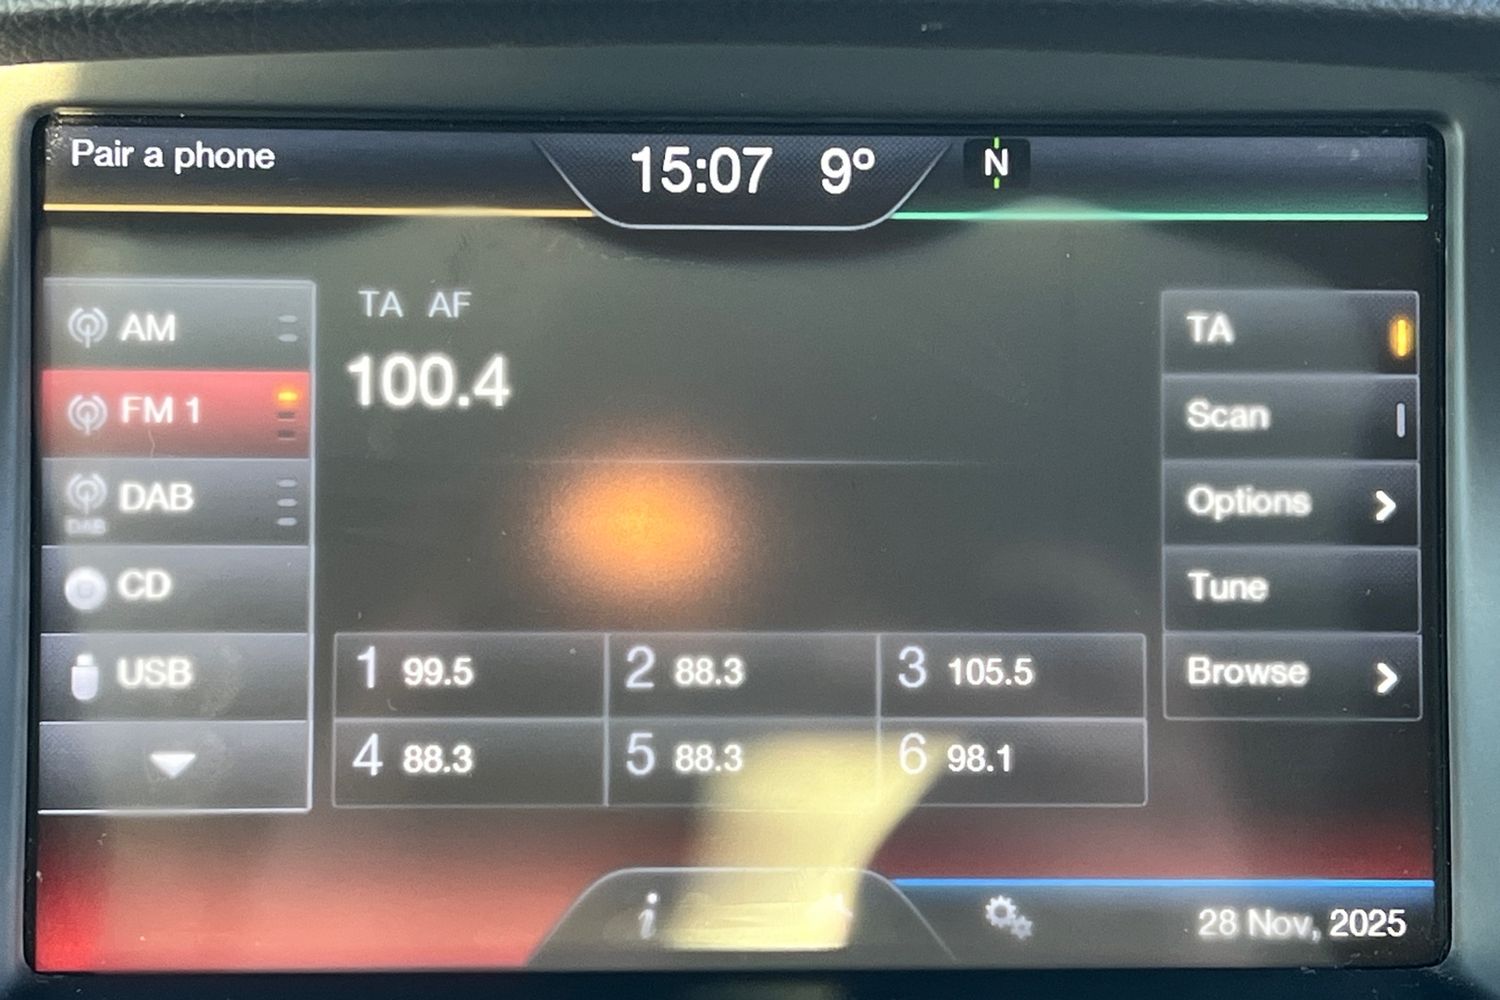 Pair a phone
15:07 9º
N
AM
FM 1
DAB
DAB
CD
USB
TA AF
100.4
1 99.5
2 88.3
3 105.5
4 88.3
5 88.3
6 98.1
TA
Scan
Options
Tune
Browse
i
28 Nov, 2025